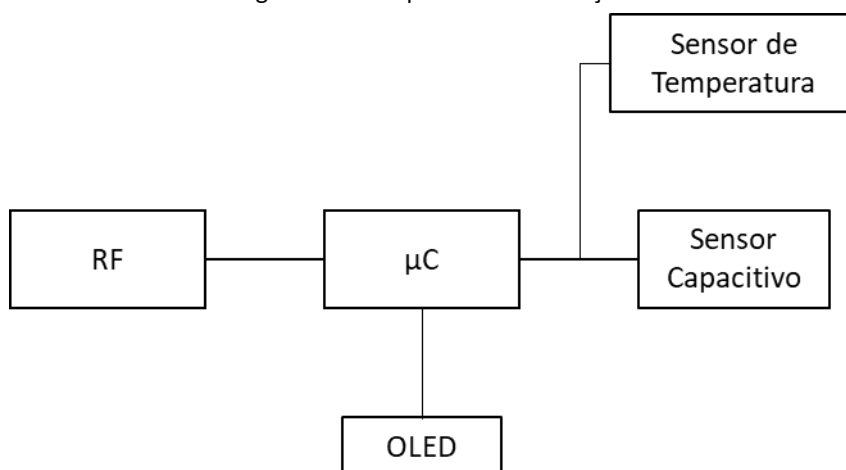 Sensor de
Temperatura
RF
µC
Sensor
Capacitivo
OLED